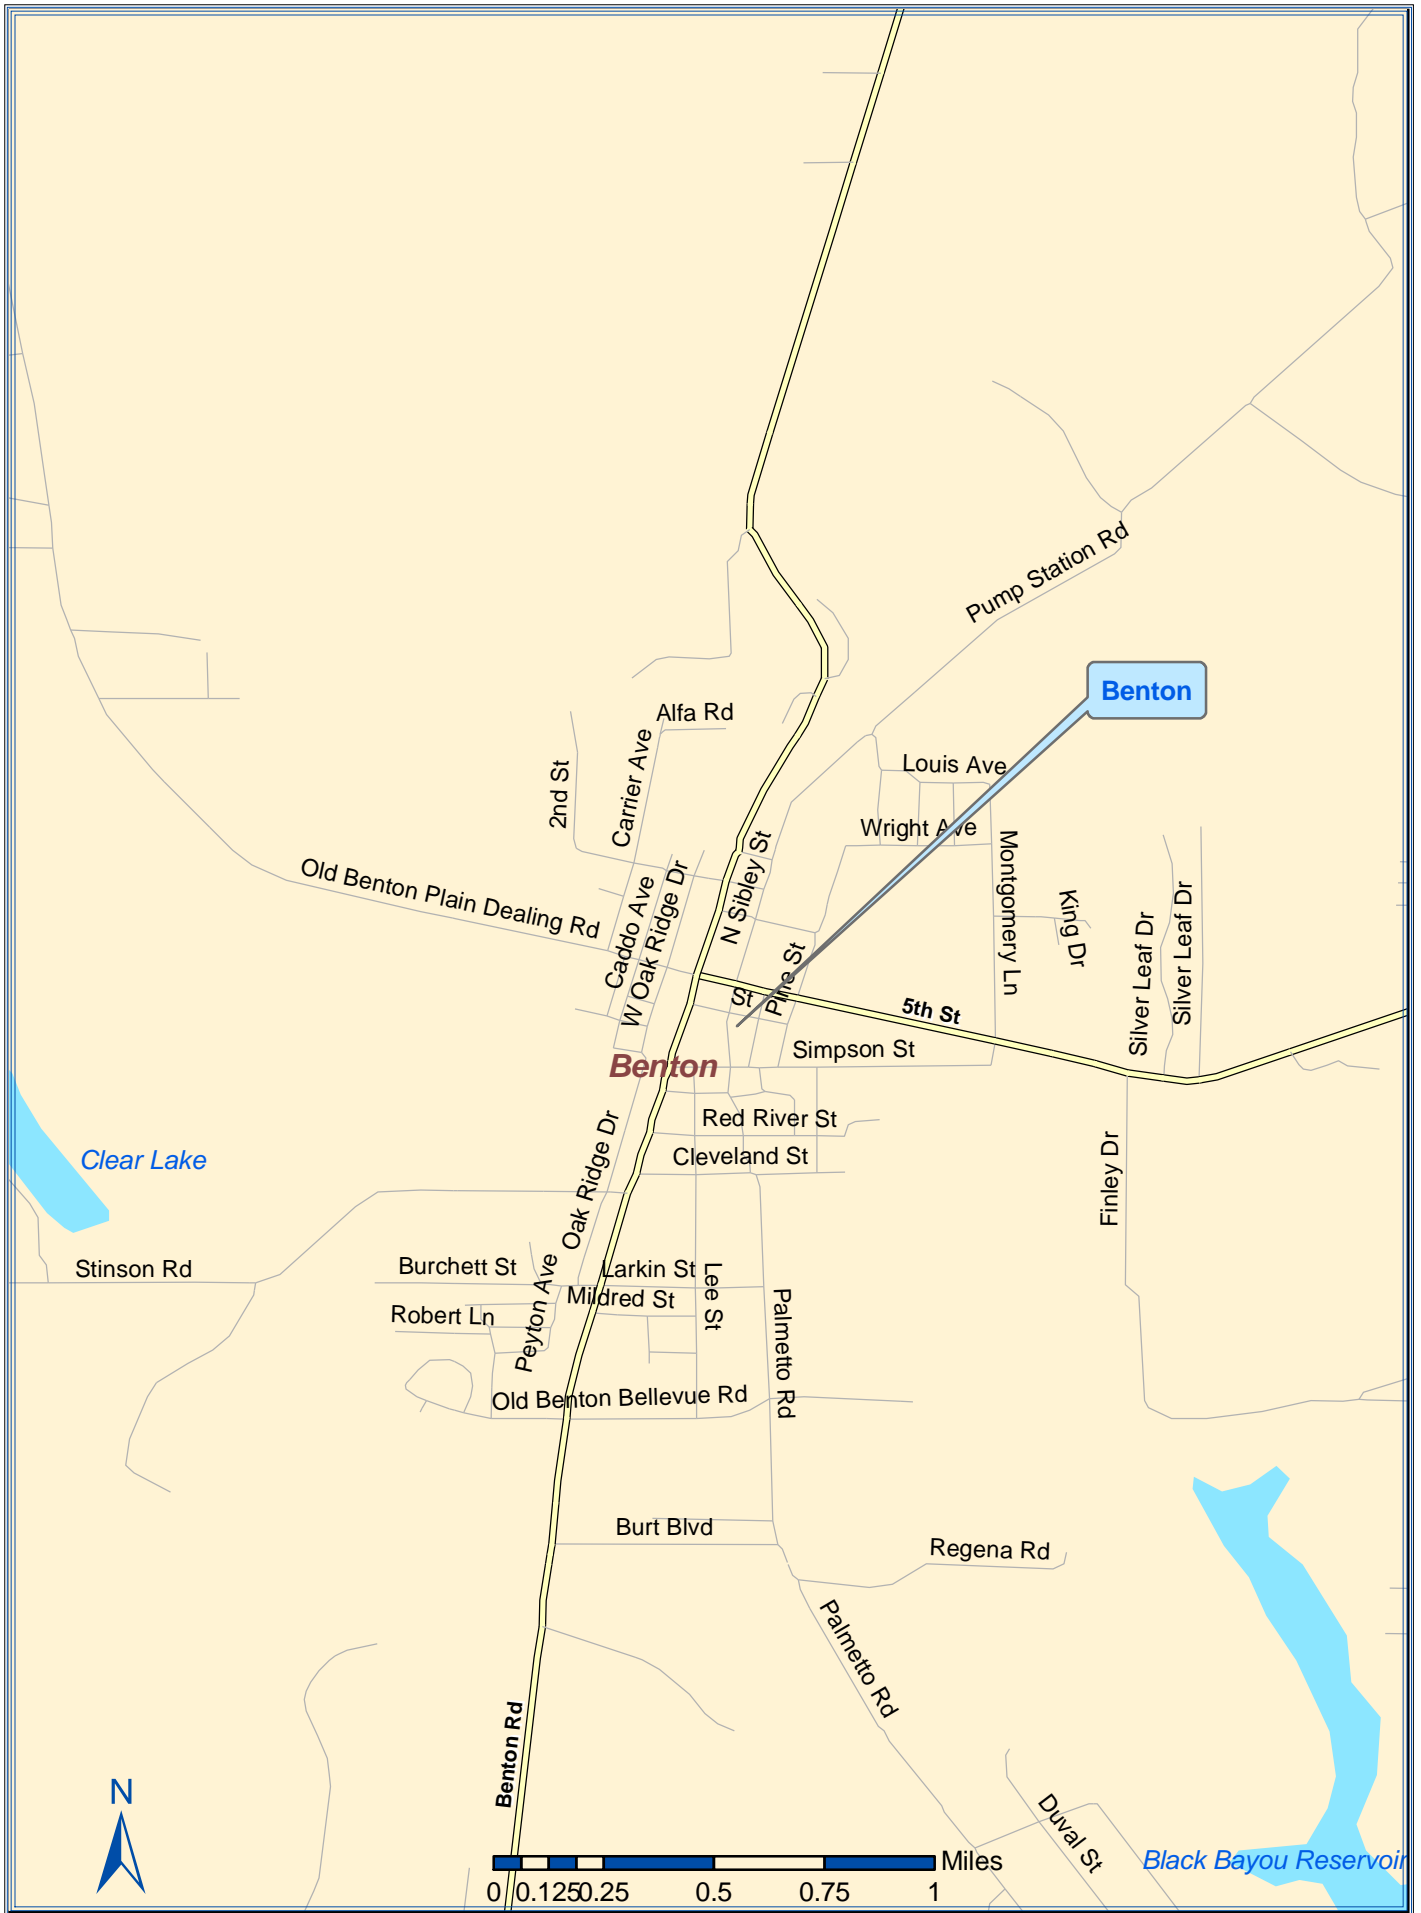 Pump Station Rd
Benton
Alfa Rd
Carrier Ave
2nd St
Louis Ave
Wright Ave
N Sibley St
Old Benton Plain Dealing Rd
Caddo Ave
W Oak Ridge Dr
Montgomery Ln
King Dr
Silver Leaf Dr
Silver Leaf Dr
Pine St
St
5th St
Simpson St
Benton
Red River St
Cleveland St
Oak Ridge Dr
Clear Lake
Finley Dr
Stinson Rd
Burchett St
Larkin St
Lee St
Peyton Ave
Mildred St
Robert Ln
Palmetto Rd
Old Benton Bellevue Rd
Burt Blvd
Regena Rd
Palmetto Rd
Benton Rd
N
Duval St
Black Bayou Reservoir
Miles
0 0.125 0.25 0.5 0.75 1